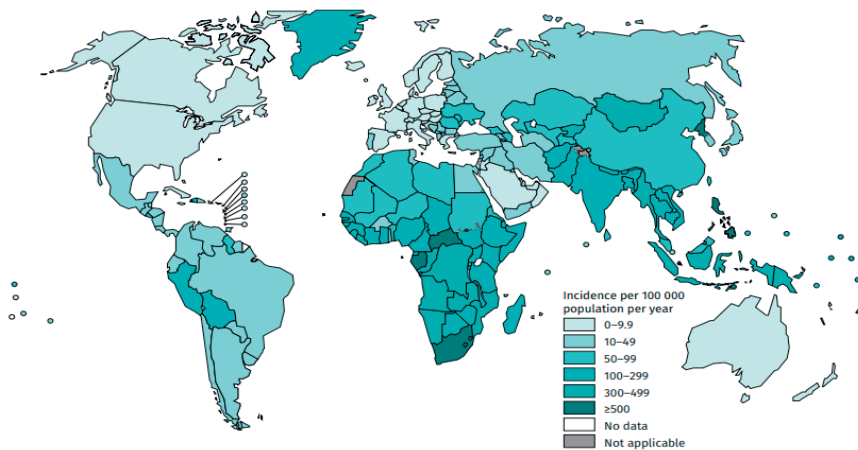 Incidence per 100 000
population per year
0–9.9
10–49
50–99
100–299
300–499
≥500
No data
Not applicable